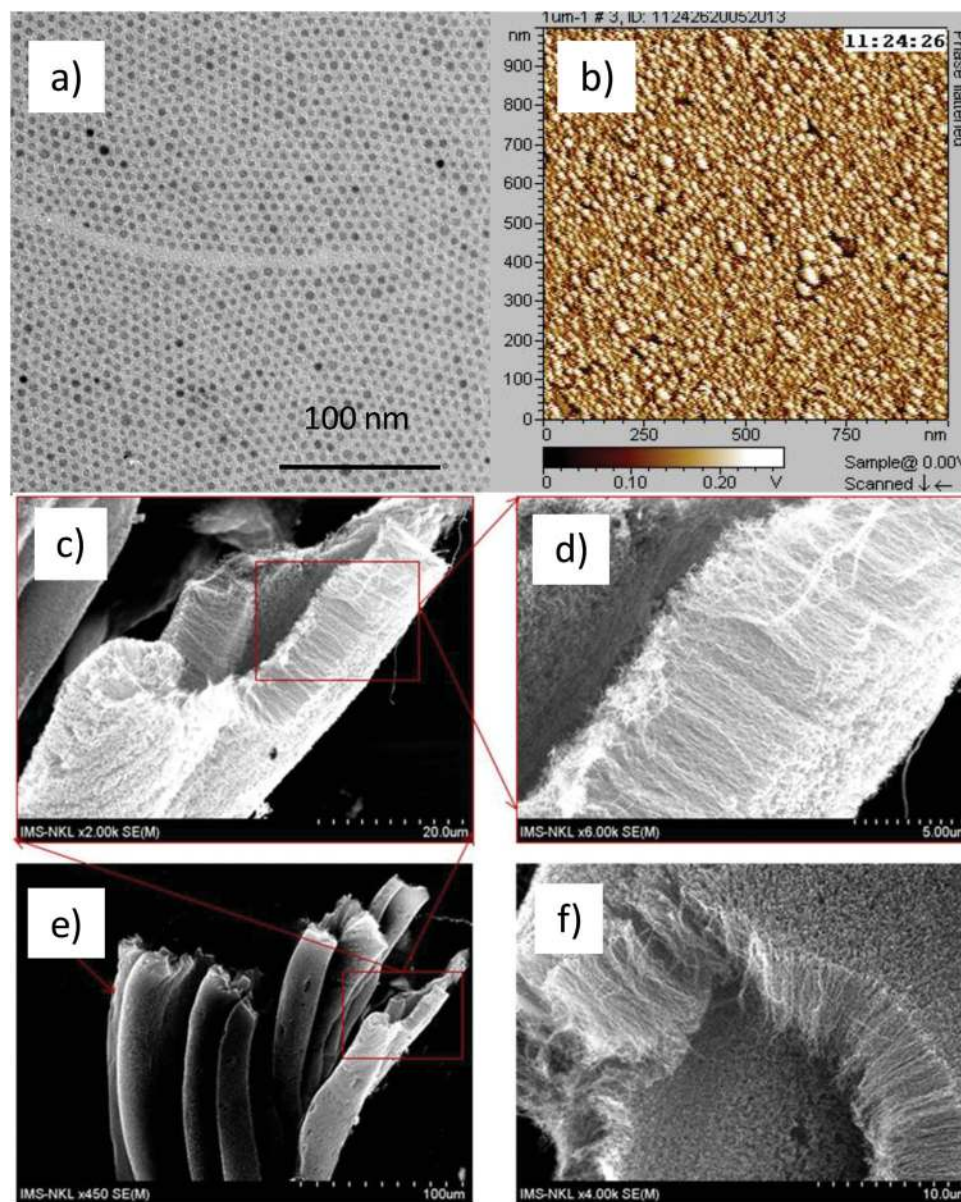 a)
100 nm
1um-1 # 3, ID: 11242620052013
b)
11:24:26
Phase flattened
nm
900
800
700
600
500
400
300
200
100
0
0 250 500 750 nm
0 0.10 0.20 V
Sample@ 0.00V
Scanned ↓ ←
c)
IMS-NKL x2.00k SE(M) 20.0um
d)
IMS-NKL x6.00k SE(M) 5.00um
e)
IMS-NKL x450 SE(M) 100um
f)
IMS-NKL x4.00k SE(M) 10.0um